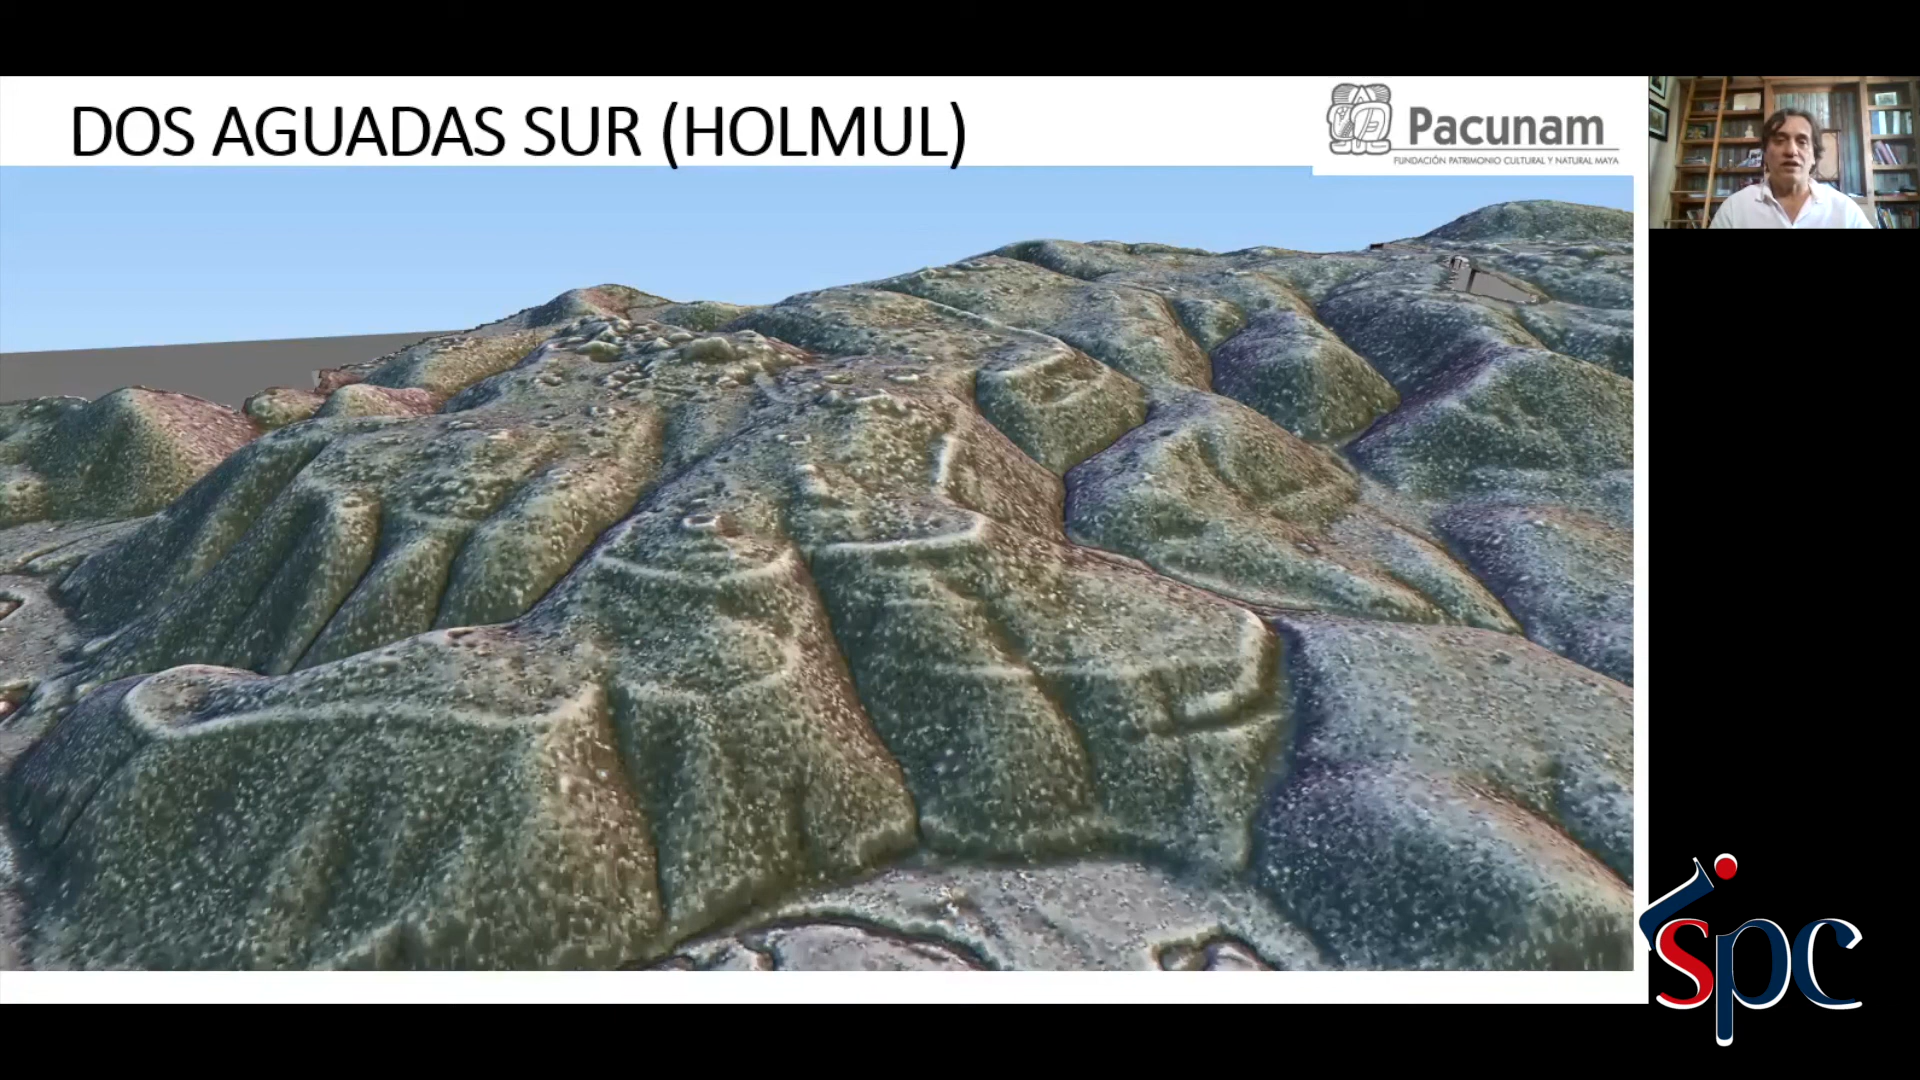 DOS AGUADAS SUR (HOLMUL)
Pacunam
FUNDACIÓN PATRIMONIO CULTURAL Y NATURAL MAYA
spc